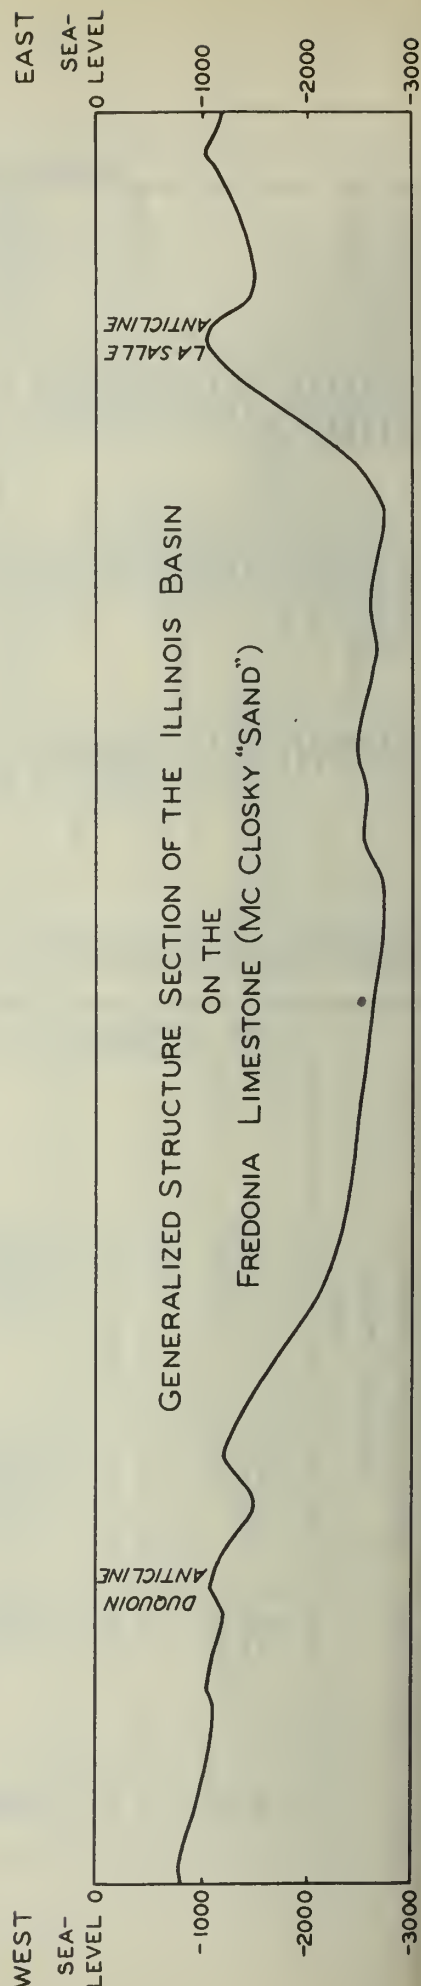 WEST
SEA-
LEVEL
0
-1000
-2000
-3000
DUQUOIN
ANTICLINE
GENERALIZED STRUCTURE SECTION OF THE ILLINOIS BASIN
ON THE
FREDONIA LIMESTONE (MC CLOSKY "SAND")
LA SALLE
ANTICLINE
EAST
SEA-
LEVEL
0
-1000
-2000
-3000